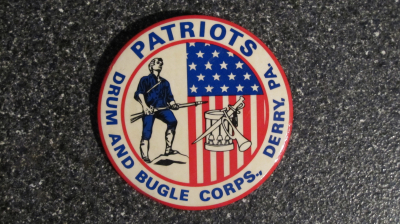 PATRIOTS
DRUM AND BUGLE CORPS., DERRY, PA.